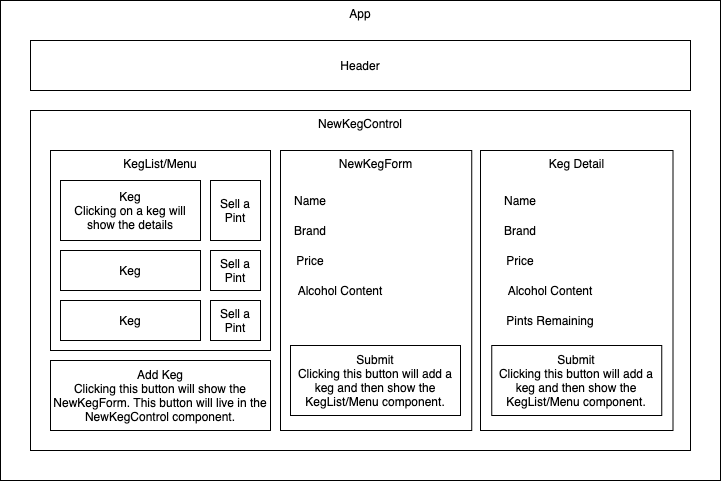 App
Header
NewKegControl
KegList/Menu
Keg
Clicking on a keg will
show the details
Sell a
Pint
Keg
Sell a
Pint
Keg
Sell a
Pint
Add Keg
Clicking this button will show the
NewKegForm. This button will live in the
NewKegControl component.
NewKegForm
Name
Brand
Price
Alcohol Content
Submit
Clicking this button will add a
keg and then show the
KegList/Menu component.
Keg Detail
Name
Brand
Price
Alcohol Content
Pints Remaining
Submit
Clicking this button will add a
keg and then show the
KegList/Menu component.